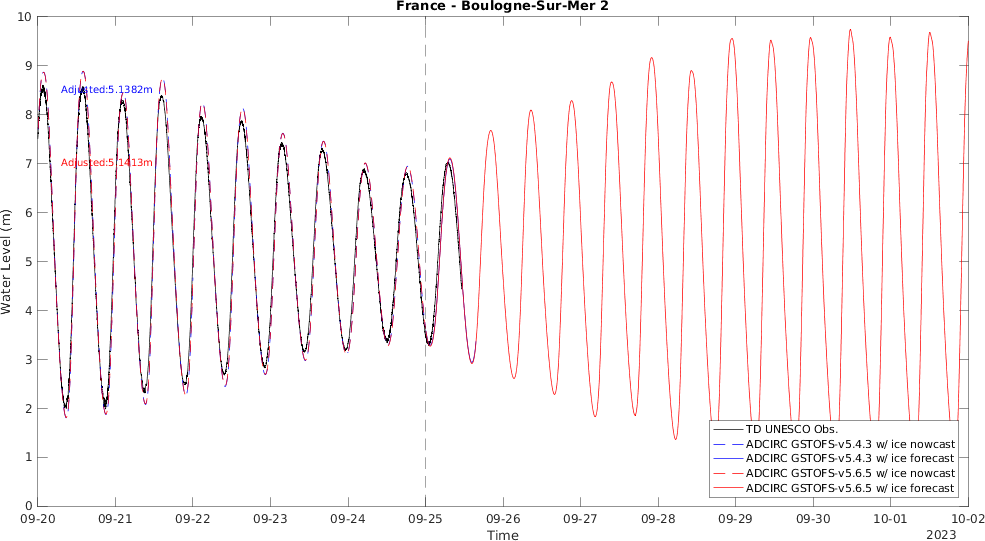 France - Boulogne-Sur-Mer 2
Water Level (m)
10
9
8
7
6
5
4
3
2
1
0
Adjusted:5.1382m
Adjusted:5.1413m
TD UNESCO Obs.
ADCIRC GSTOFS-v5.4.3 w/ ice nowcast
ADCIRC GSTOFS-v5.4.3 w/ ice forecast
ADCIRC GSTOFS-v5.6.5 w/ ice nowcast
ADCIRC GSTOFS-v5.6.5 w/ ice forecast
09-20 09-21 09-22 09-23 09-24 09-25 09-26 09-27 09-28 09-29 09-30 10-01 10-02
Time
2023